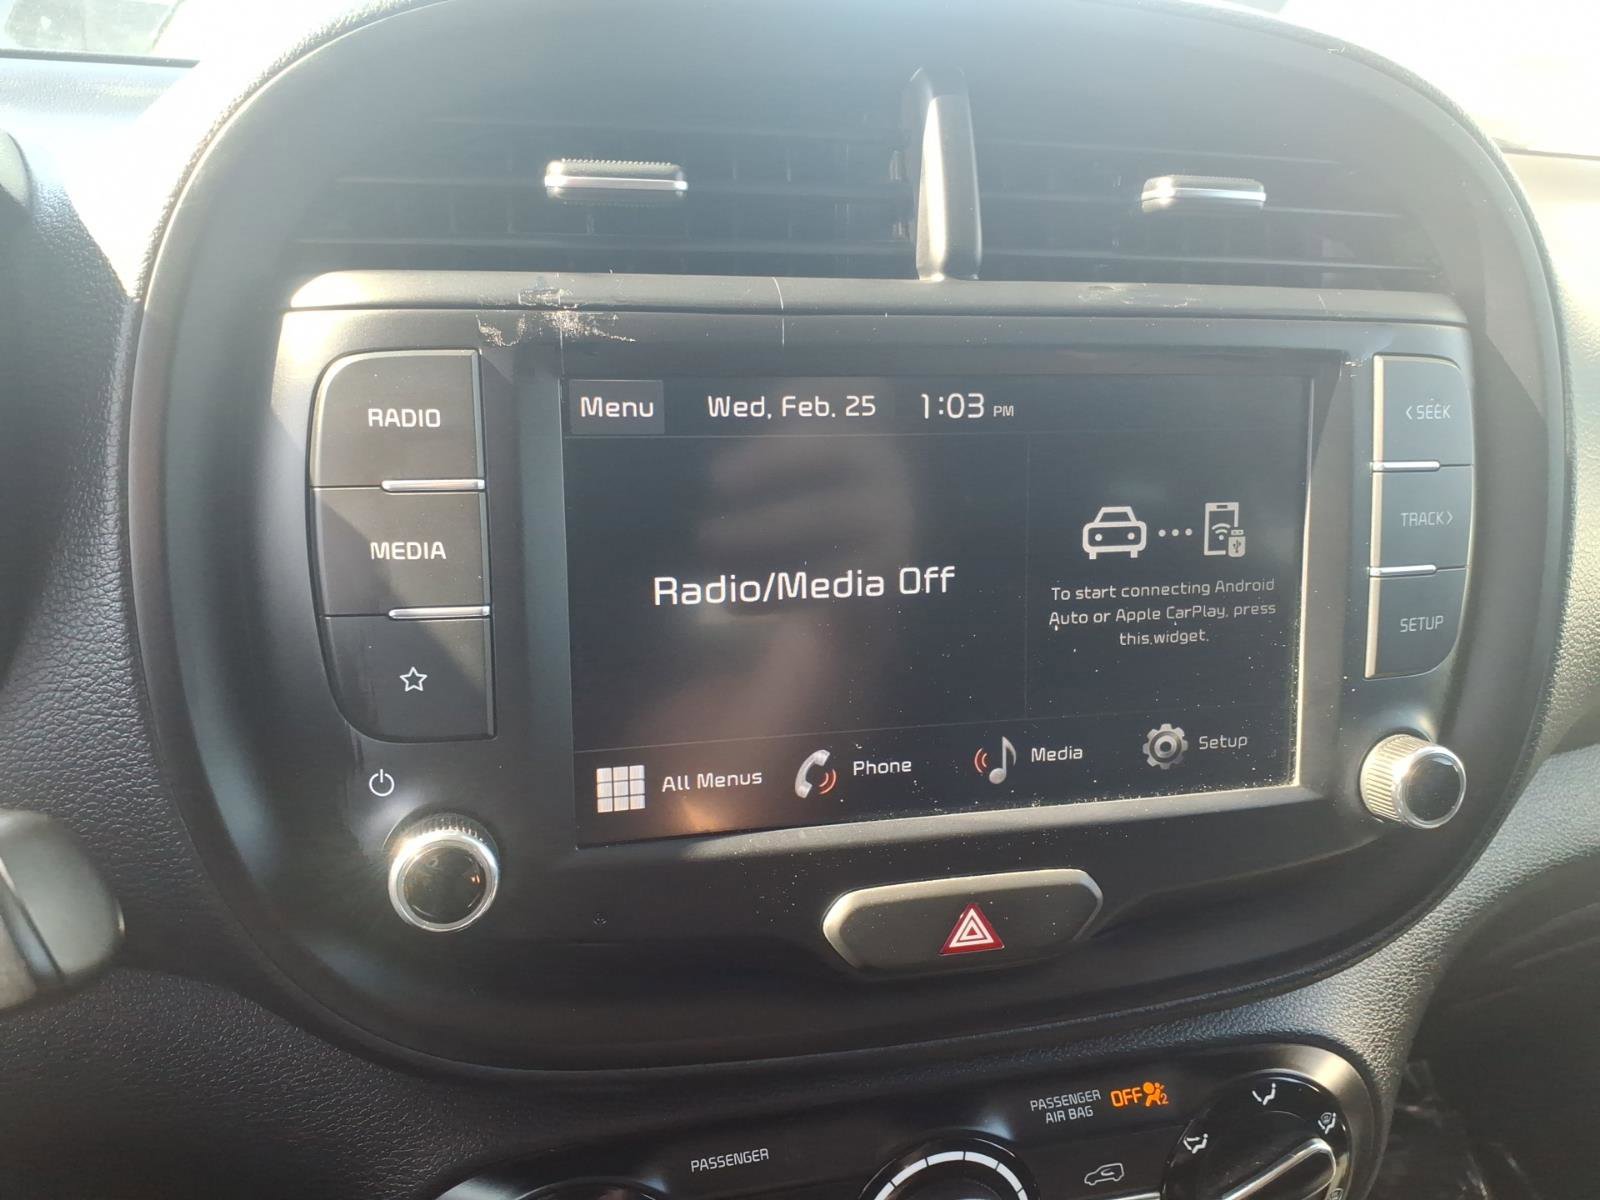 RADIO
MEDIA
Menu
Wed, Feb. 25
1:03 PM
Radio/Media Off
To start connecting Android
Auto or Apple CarPlay, press
this widget.
All Menus
Phone
Media
Setup
< SEEK
TRACK >
SETUP
PASSENGER
AIR BAG
OFF
2
PASSENGER